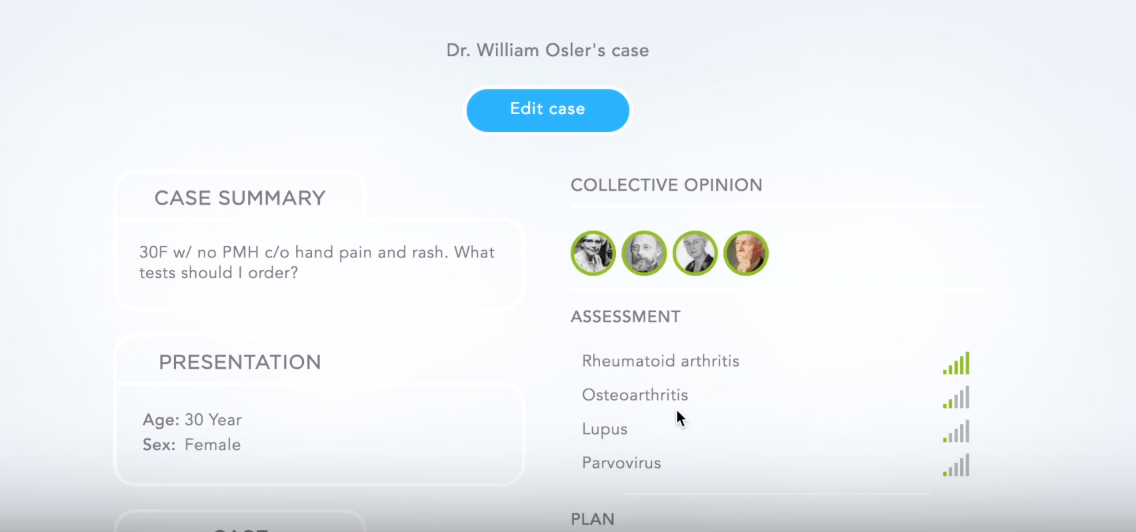 Dr. William Osler's case
Edit case
CASE SUMMARY
30F w/ no PMH c/o hand pain and rash. What
tests should I order?
PRESENTATION
Age: 30 Year
Sex: Female
CASE
COLLECTIVE OPINION
ASSESSMENT
Rheumatoid arthritis
Osteoarthritis
Lupus
Parvovirus
PLAN